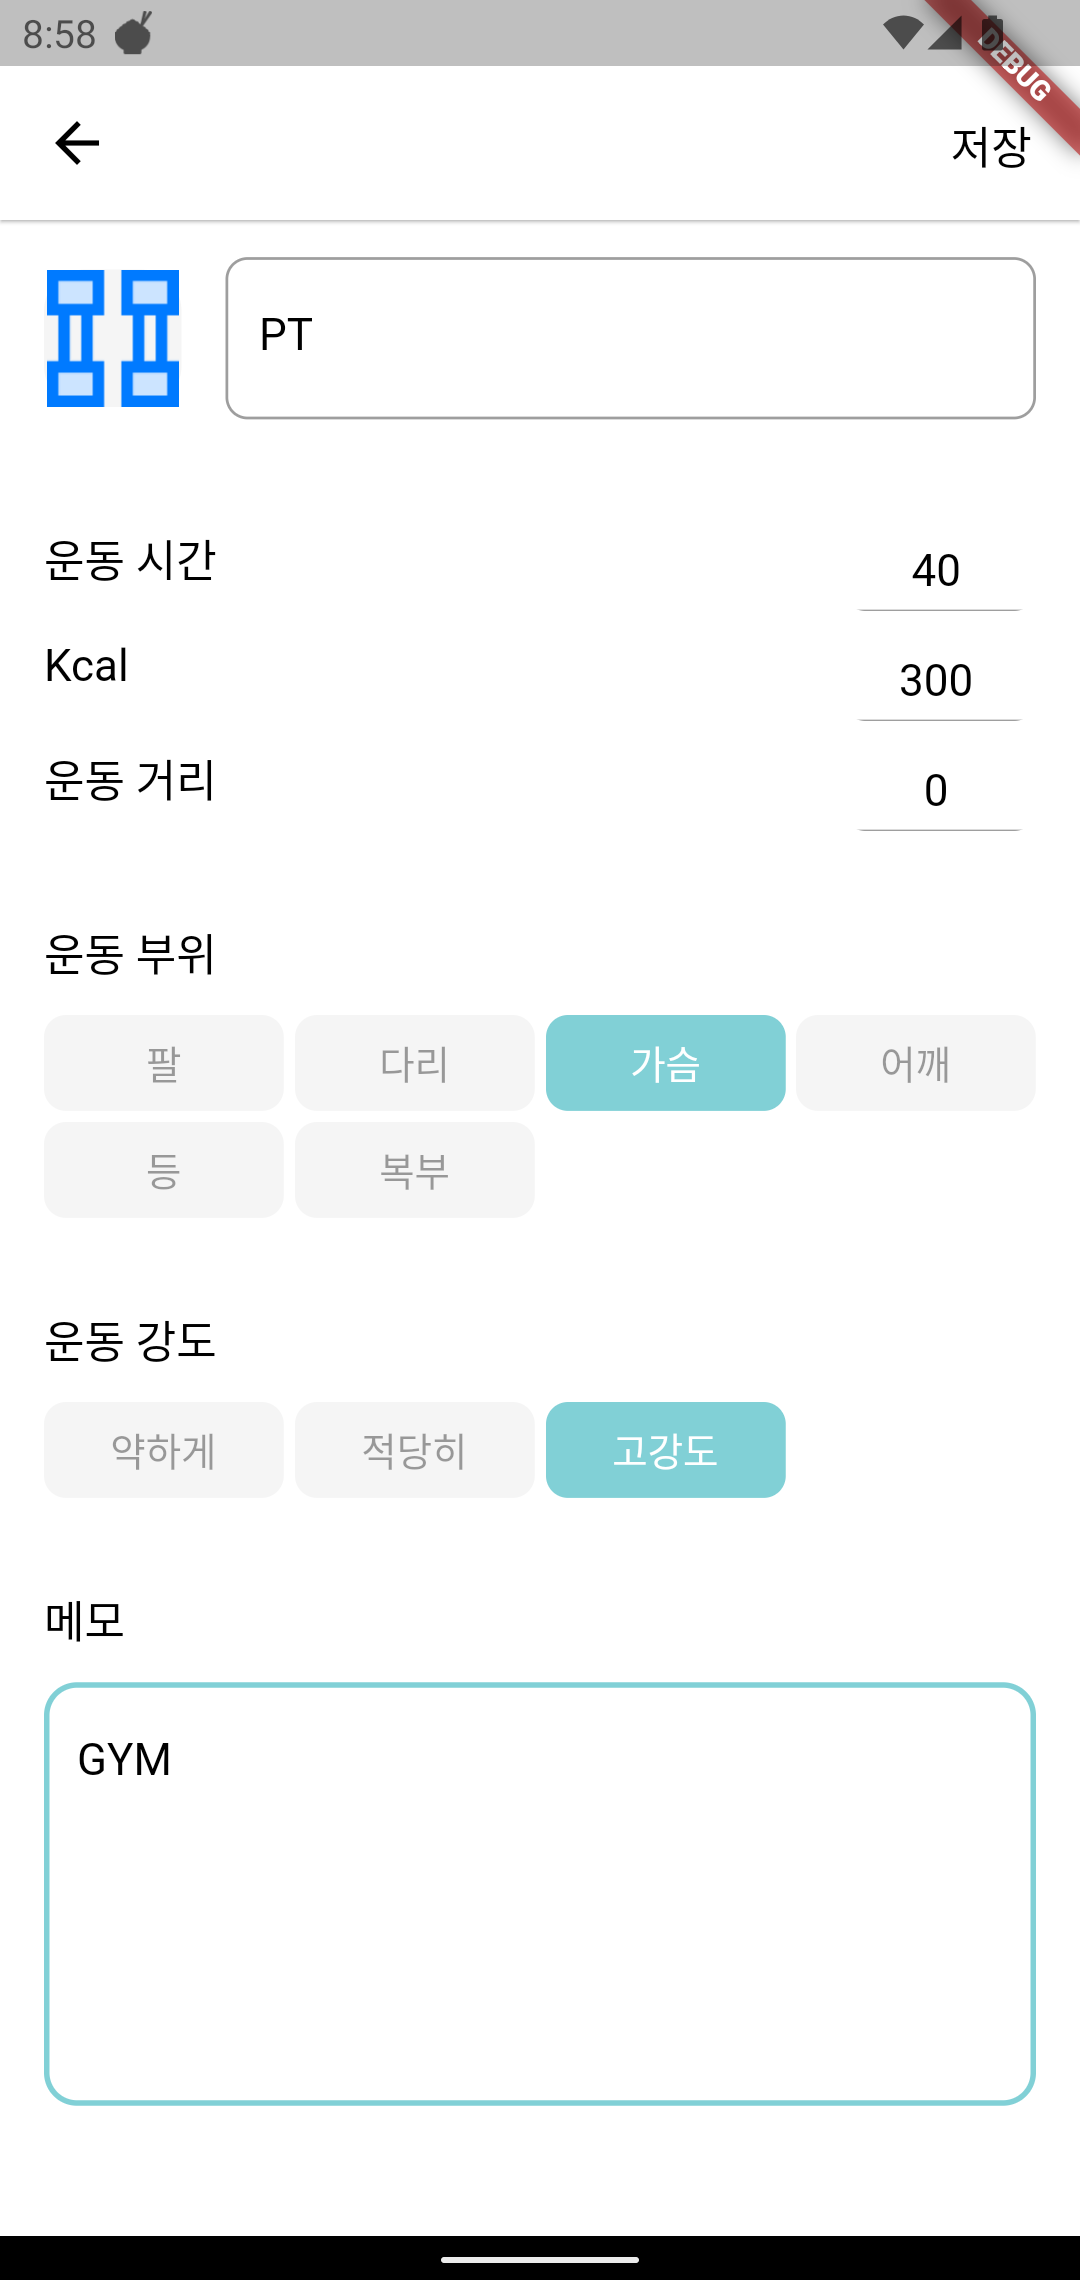 8:58
DEBUG
저장
PT
운동 시간
40
Kcal
300
운동 거리
0
운동 부위
팔 다리 가슴 어깨
등 복부
운동 강도
약하게 적당히 고강도
메모
GYM